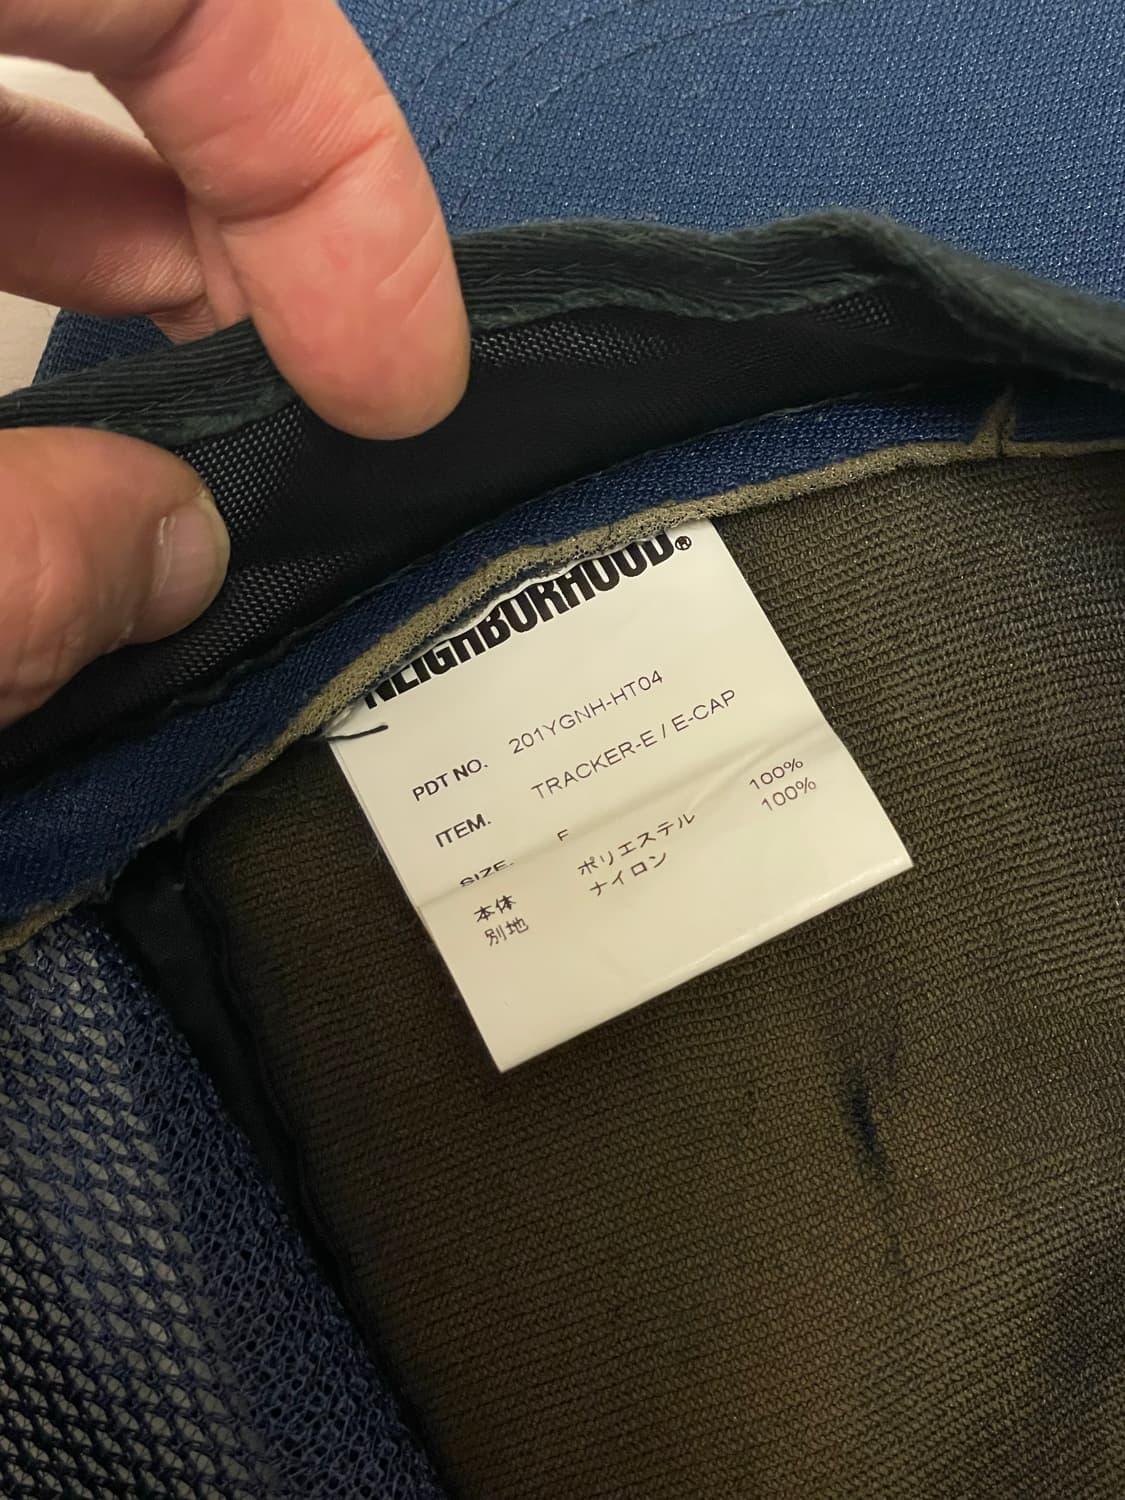 NEIGHBORHOOD®
PDT NO. 201YGNH-HT04
ITEM. TRACKER-E / E-CAP
SIZE. F
本体 ポリエステル 100%
別地 ナイロン 100%